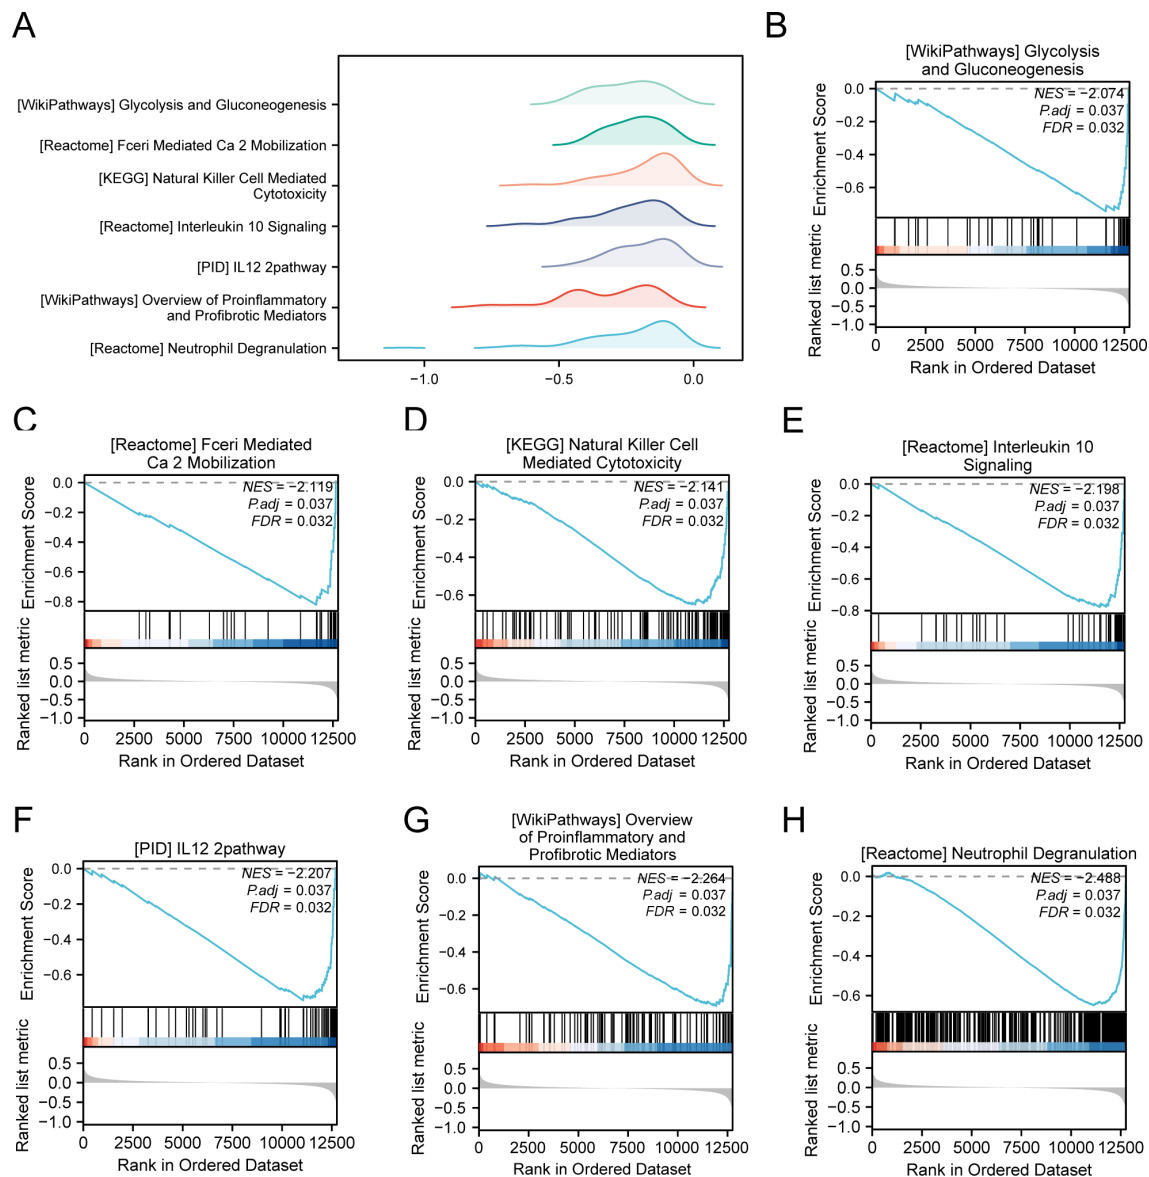 A
[WikiPathways] Glycolysis and Gluconeogenesis
[Reactome] Fceri Mediated Ca 2 Mobilization
[KEGG] Natural Killer Cell Mediated
Cytotoxicity
[Reactome] Interleukin 10 Signaling
[PID] IL12 2pathway
[WikiPathways] Overview of Proinflammatory
and Profibrotic Mediators
[Reactome] Neutrophil Degranulation
−1.0 −0.5 0.0
B
[WikiPathways] Glycolysis
and Gluconeogenesis
Enrichment Score
0.0
−0.2
−0.4
−0.6
NES = −2.074
P.adj = 0.037
FDR = 0.032
Ranked list metric
0.5
0.0
−0.5
−1.0
0 2500 5000 7500 10000 12500
Rank in Ordered Dataset
C
[Reactome] Fceri Mediated
Ca 2 Mobilization
Enrichment Score
0.0
−0.2
−0.4
−0.6
−0.8
NES = −2.119
P.adj = 0.037
FDR = 0.032
Ranked list metric
0.5
0.0
−0.5
−1.0
0 2500 5000 7500 10000 12500
Rank in Ordered Dataset
D
[KEGG] Natural Killer Cell
Mediated Cytotoxicity
Enrichment Score
0.0
−0.2
−0.4
−0.6
NES = −2.141
P.adj = 0.037
FDR = 0.032
Ranked list metric
0.5
0.0
−0.5
−1.0
0 2500 5000 7500 10000 12500
Rank in Ordered Dataset
E
[Reactome] Interleukin 10
Signaling
Enrichment Score
0.0
−0.2
−0.4
−0.6
−0.8
NES = −2.198
P.adj = 0.037
FDR = 0.032
Ranked list metric
0.5
0.0
−0.5
−1.0
0 2500 5000 7500 10000 12500
Rank in Ordered Dataset
F
[PID] IL12 2pathway
Enrichment Score
0.0
−0.2
−0.4
−0.6
NES = −2.207
P.adj = 0.037
FDR = 0.032
Ranked list metric
0.5
0.0
−0.5
−1.0
0 2500 5000 7500 10000 12500
Rank in Ordered Dataset
G
[WikiPathways] Overview
of Proinflammatory and
Profibrotic Mediators
Enrichment Score
0.0
−0.2
−0.4
−0.6
NES = −2.264
P.adj = 0.037
FDR = 0.032
Ranked list metric
0.5
0.0
−0.5
−1.0
0 2500 5000 7500 10000 12500
Rank in Ordered Dataset
H
[Reactome] Neutrophil Degranulation
Enrichment Score
0.0
−0.2
−0.4
−0.6
NES = −2.488
P.adj = 0.037
FDR = 0.032
Ranked list metric
0.5
0.0
−0.5
−1.0
0 2500 5000 7500 10000 12500
Rank in Ordered Dataset